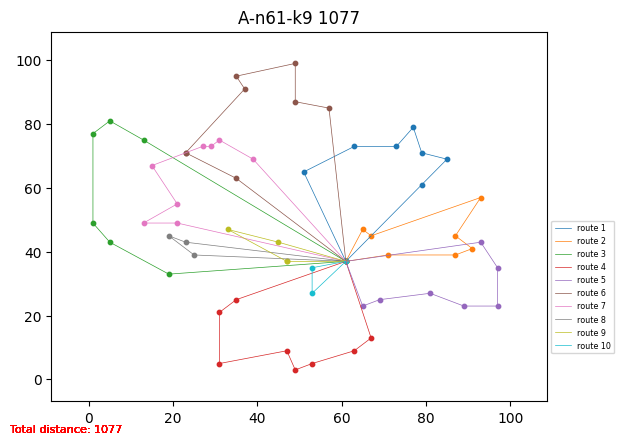 A-n61-k9 1077
100
80
60
40
20
0
0 20 40 60 80 100
route 1
route 2
route 3
route 4
route 5
route 6
route 7
route 8
route 9
route 10
Total distance: 1077